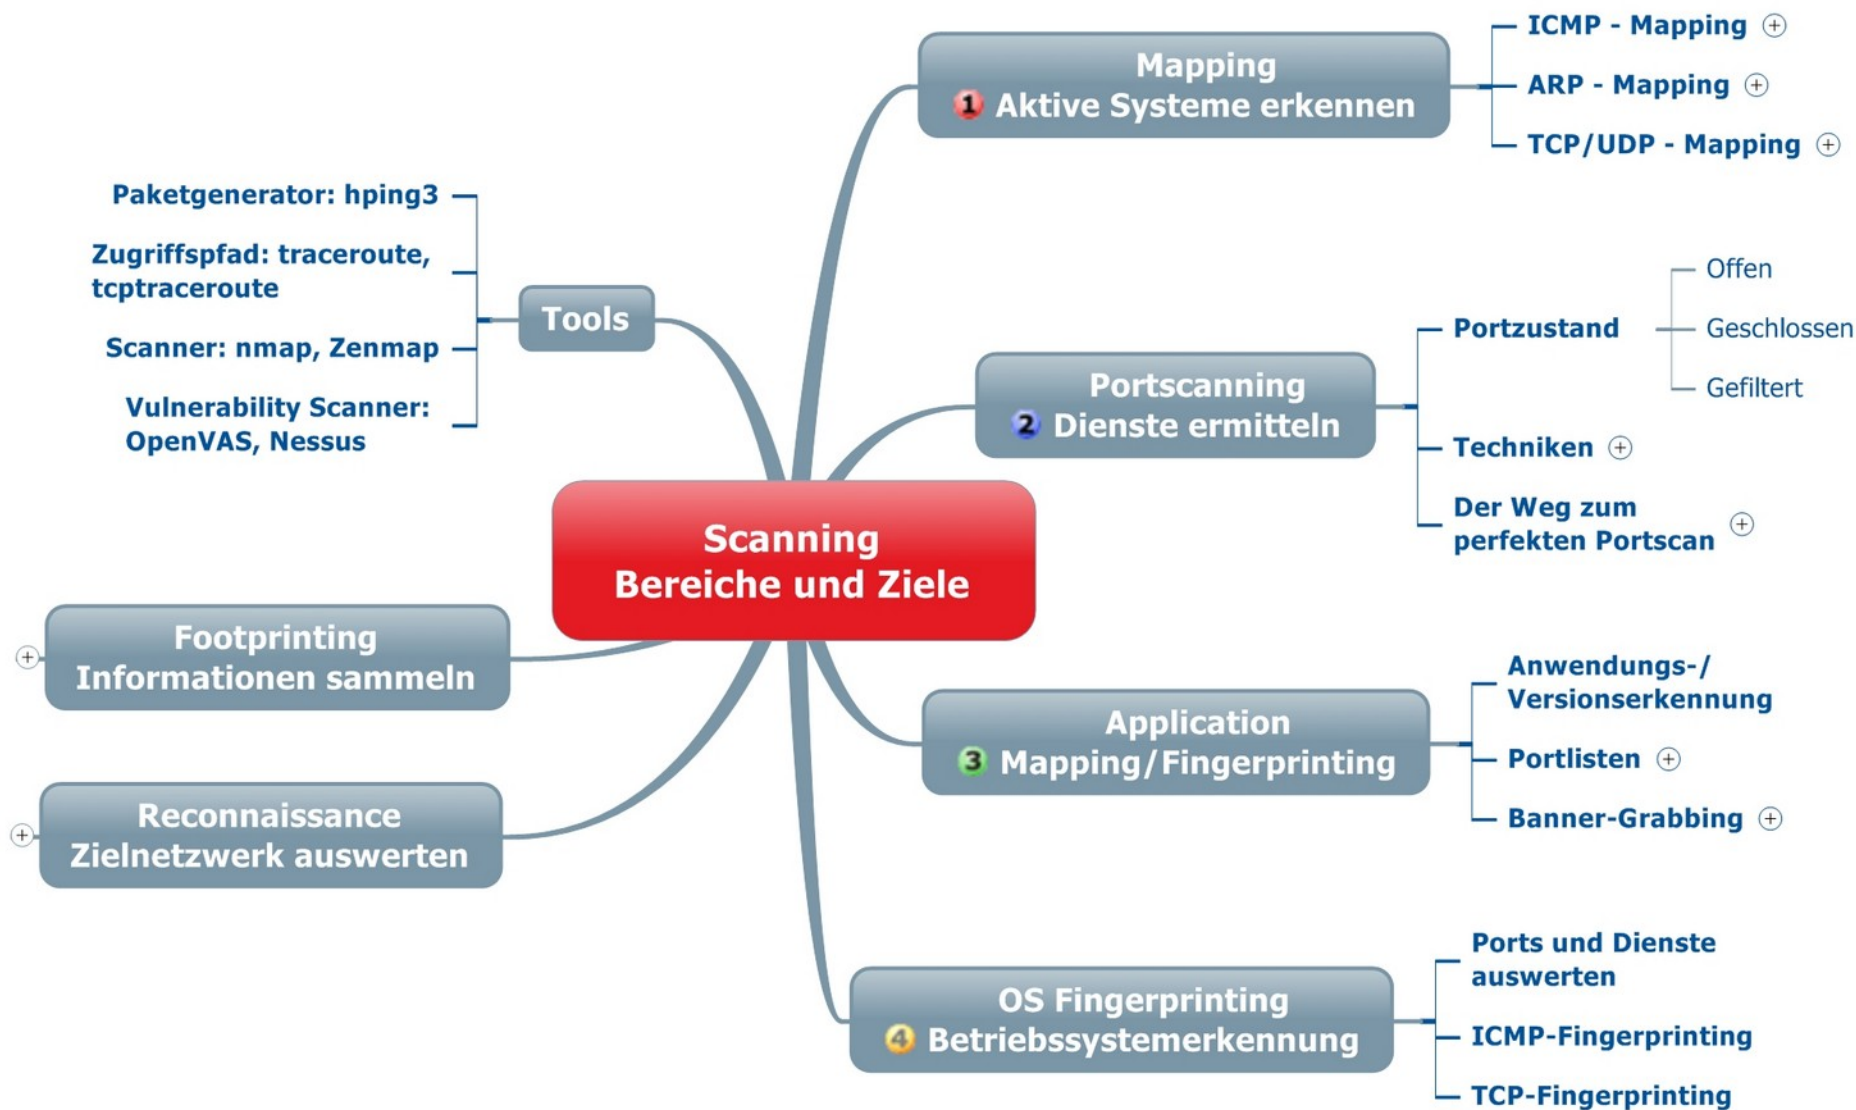 Scanning
Bereiche und Ziele
Mapping
1 Aktive Systeme erkennen
ICMP - Mapping
ARP - Mapping
TCP/UDP - Mapping
Portscanning
2 Dienste ermitteln
Portzustand
Offen
Geschlossen
Gefiltert
Techniken
Der Weg zum
perfekten Portscan
Application
3 Mapping/Fingerprinting
Anwendungs-/
Versionserkennung
Portlisten
Banner-Grabbing
OS Fingerprinting
4 Betriebssystemerkennung
Ports und Dienste
auswerten
ICMP-Fingerprinting
TCP-Fingerprinting
Tools
Paketgenerator: hping3
Zugriffspfad: traceroute,
tcptraceroute
Scanner: nmap, Zenmap
Vulnerability Scanner:
OpenVAS, Nessus
Footprinting
Informationen sammeln
Reconnaissance
Zielnetzwerk auswerten